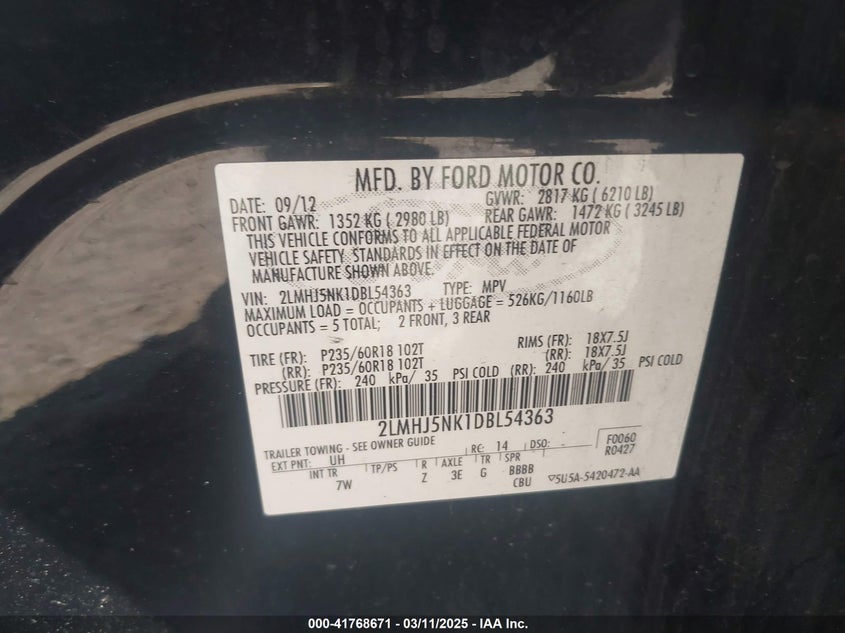 MFD. BY FORD MOTOR CO.
DATE: 09/12 GVWR: 2817 KG ( 6210 LB)
FRONT GAWR: 1352 KG ( 2980 LB) REAR GAWR: 1472 KG ( 3245 LB)
THIS VEHICLE CONFORMS TO ALL APPLICABLE FEDERAL MOTOR
VEHICLE SAFETY STANDARDS IN EFFECT ON THE DATE OF
MANUFACTURE SHOWN ABOVE.
VIN: 2LMHJ5NK1DBL54363 TYPE: MPV
MAXIMUM LOAD = OCCUPANTS + LUGGAGE = 526KG/1160LB
OCCUPANTS = 5 TOTAL; 2 FRONT, 3 REAR
TIRE (FR): P235/60R18 102T RIMS (FR): 18X7.5J
(RR): P235/60R18 102T (RR): 18X7.5J
PRESSURE (FR): 240 kPa/ 35 PSI COLD (RR): 240 kPa/ 35 PSI COLD
2LMHJ5NK1DBL54363
TRAILER TOWING - SEE OWNER GUIDE RC: 14 DSO: -
F0060
R0427
EXT PNT: UH
INT TR TP/PS R AXLE TR SPR
7W Z 3E G BBBB
CBU
5U5A-5420472-AA
000-41768671 - 03/11/2025 - IAA Inc.